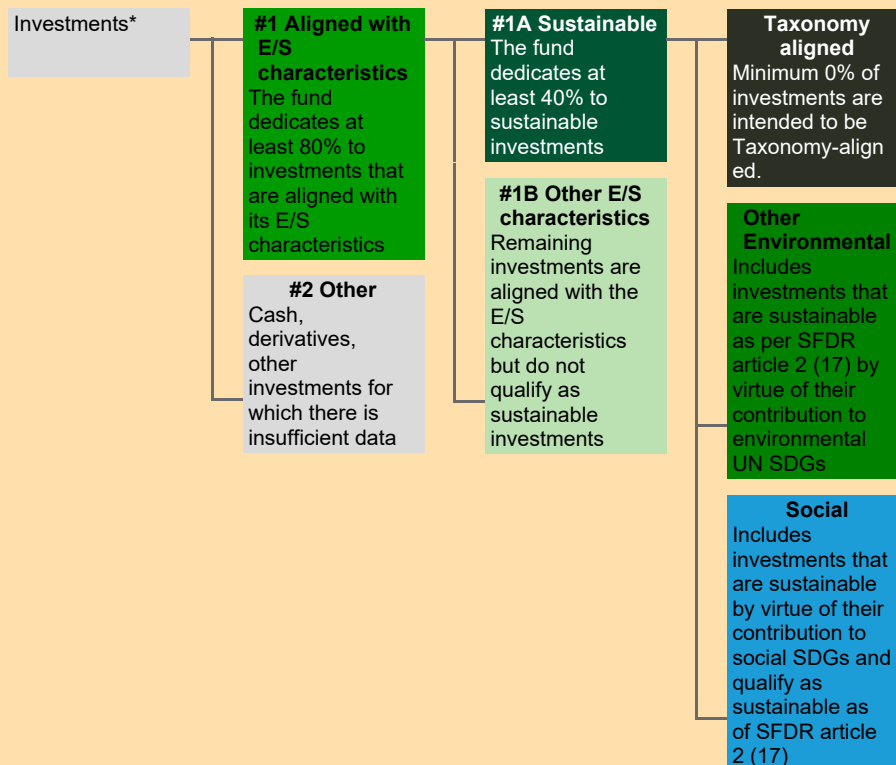 Investments*
#1 Aligned with
E/S
characteristics
The fund
dedicates at
least 80% to
investments that
are aligned with
its E/S
characteristics
#2 Other
Cash,
derivatives,
other
investments for
which there is
insufficient data
#1A Sustainable
The fund
dedicates at
least 40% to
sustainable
investments
#1B Other E/S
characteristics
Remaining
investments are
aligned with the
E/S
characteristics
but do not
qualify as
sustainable
investments
Taxonomy
aligned
Minimum 0% of
investments are
intended to be
Taxonomy-align
ed.
Other
Environmental
Includes
investments that
are sustainable
as per SFDR
article 2 (17) by
virtue of their
contribution to
environmental
UN SDGs
Social
Includes
investments that
are sustainable
by virtue of their
contribution to
social SDGs and
qualify as
sustainable as
of SFDR article
2 (17)